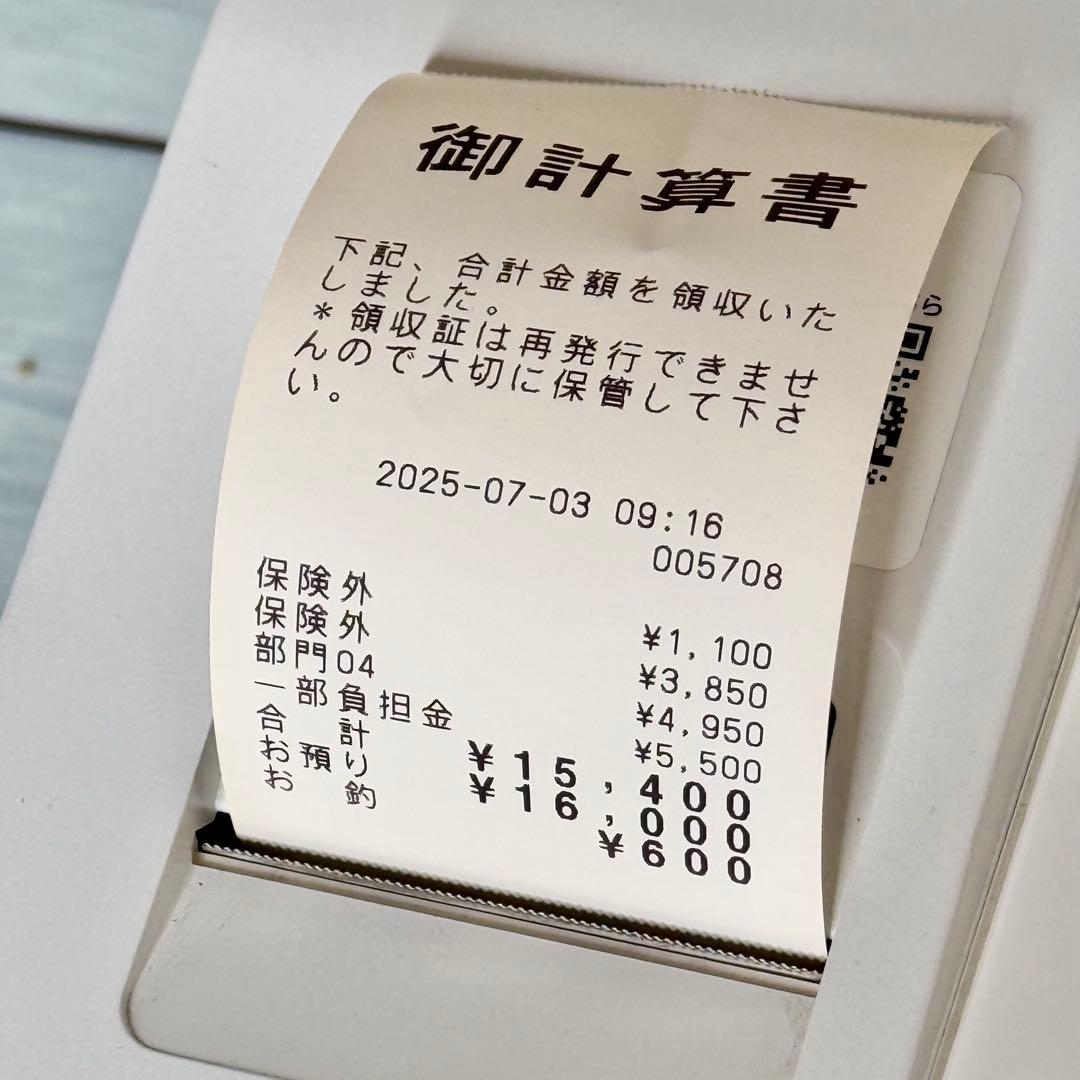 御計算書
下記、合計金額を領収いた
しました。
*領収証は再発行できませ
んので大切に保管して下さ
い。
2025-07-03 09:16
005708
保険外 ¥1,100
保険外 ¥3,850
部門04 ¥4,950
一部負担金 ¥5,500
合計 ¥15,400
お預り ¥16,000
お釣 ¥600
ら